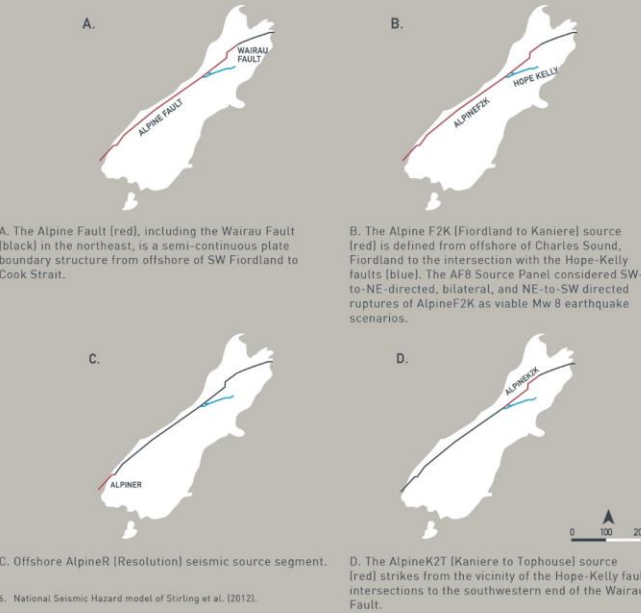 A.
WAIRAU
FAULT
ALPINE FAULT
B.
HOPE KELLY
ALPINEF2K
A. The Alpine Fault (red), including the Wairau Fault
(black) in the northeast, is a semi-continuous plate
boundary structure from offshore of SW Fiordland to
Cook Strait.
B. The Alpine F2K (Fiordland to Kaniere) source
(red) is defined from offshore of Charles Sound,
Fiordland to the intersection with the Hope-Kelly
faults (blue). The AF8 Source Panel considered SW-
to-NE-directed, bilateral, and NE-to-SW directed
ruptures of AlpineF2K as viable Mw 8 earthquake
scenarios.
C.
ALPINER
D.
ALPINEK2K
0 100 20
C. Offshore AlpineR (Resolution) seismic source segment.
6. National Seismic Hazard model of Stirling et al. (2012).
D. The AlpineK2T (Kaniere to Tophouse) source
(red) strikes from the vicinity of the Hope-Kelly faul
intersections to the southwestern end of the Wairau
Fault.